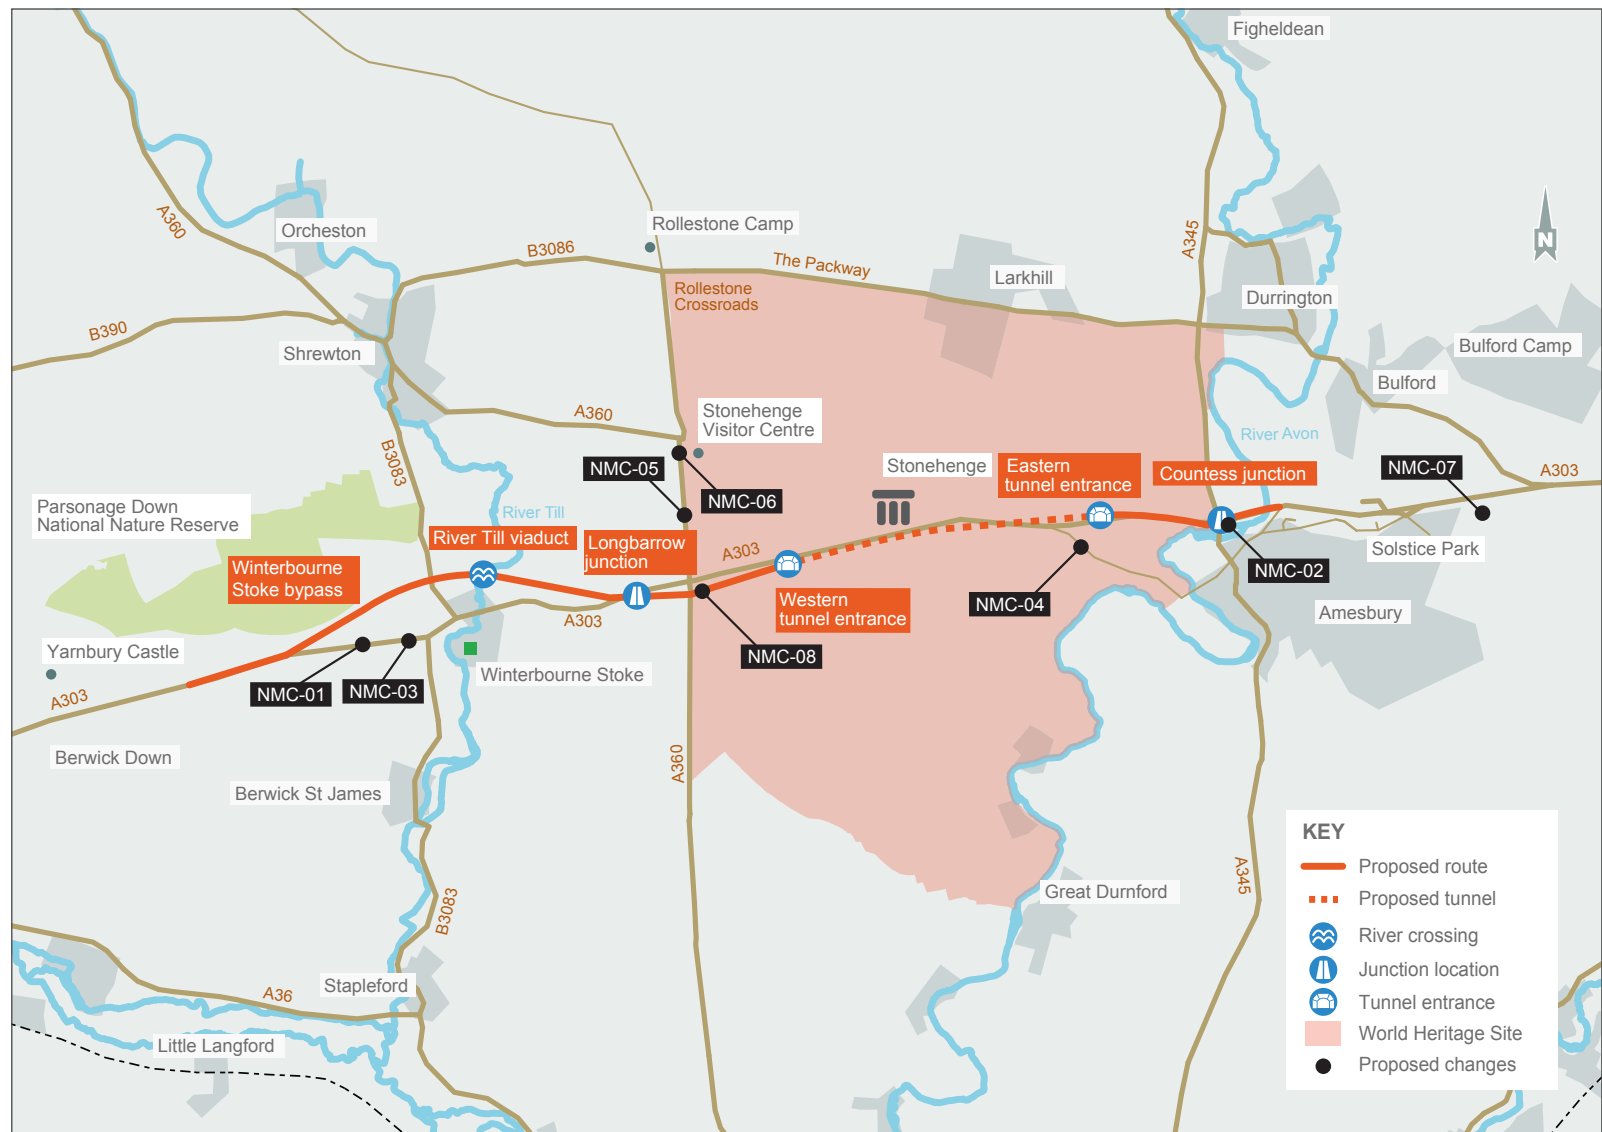 Figheldean
A360
Orcheston
Rollestone Camp
B3086
The Packway
A345
N
Larkhill
Durrington
Rollestone
Crossroads
B390
Shrewton
Bulford Camp
Bulford
A360
Stonehenge
Visitor Centre
River Avon
B3083
NMC-05
NMC-06
Stonehenge
Eastern
tunnel entrance
Countess junction
NMC-07
A303
Parsonage Down
National Nature Reserve
River Till
River Till viaduct
Longbarrow
junction
A303
Solstice Park
Winterbourne
Stoke bypass
NMC-02
Western
tunnel entrance
NMC-04
A303
Amesbury
Yarnbury Castle
NMC-08
Winterbourne Stoke
A303
NMC-01
NMC-03
Berwick Down
A360
Berwick St James
KEY
Proposed route
Proposed tunnel
River crossing
Junction location
Tunnel entrance
World Heritage Site
Proposed changes
A345
Great Durnford
B3083
Stapleford
A36
Little Langford